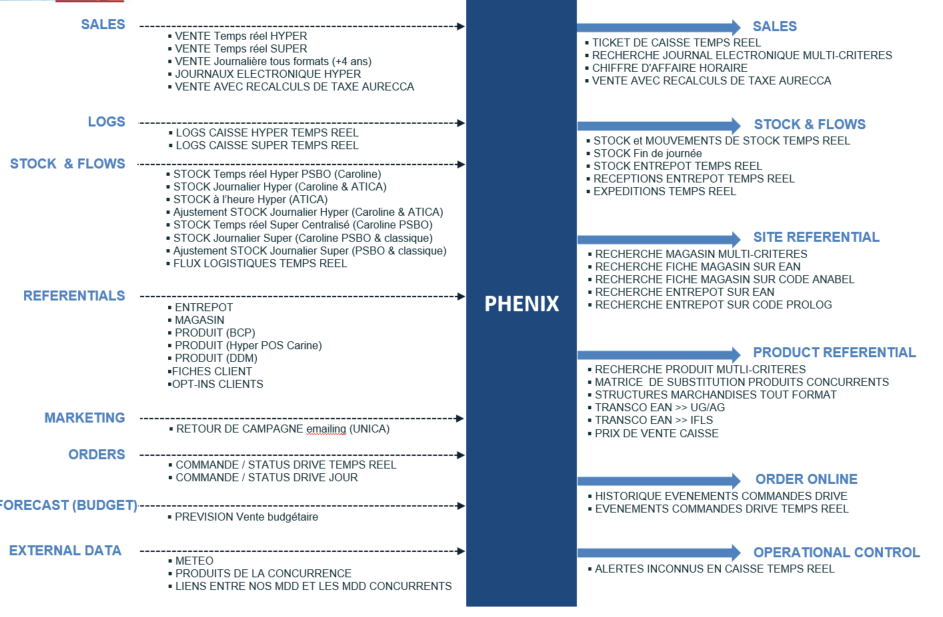 SALES
▪ VENTE Temps réel HYPER
▪ VENTE Temps réel SUPER
▪ VENTE Journalière tous formats (+4 ans)
▪ JOURNAUX ELECTRONIQUE HYPER
▪ VENTE AVEC RECALCULS DE TAXE AURECCA
LOGS
▪ LOGS CAISSE HYPER TEMPS REEL
▪ LOGS CAISSE SUPER TEMPS REEL
STOCK & FLOWS
▪ STOCK Temps réel Hyper PSBO (Caroline)
▪ STOCK Journalier Hyper (Caroline & ATICA)
▪ STOCK à l'heure Hyper (ATICA)
▪ Ajustement STOCK Journalier Hyper (Caroline & ATICA)
▪ STOCK Temps réel Super Centralisé (Caroline PSBO)
▪ STOCK Journalier Super (Caroline PSBO & classique)
▪ Ajustement STOCK Journalier Super (PSBO & classique)
▪ FLUX LOGISTIQUES TEMPS REEL
REFERENTIALS
▪ ENTREPOT
▪ MAGASIN
▪ PRODUIT (BCP)
▪ PRODUIT (Hyper POS Carine)
▪ PRODUIT (DDM)
▪FICHES CLIENT
▪OPT-INS CLIENTS
MARKETING
▪ RETOUR DE CAMPAGNE emailing (UNICA)
ORDERS
▪ COMMANDE / STATUS DRIVE TEMPS REEL
▪ COMMANDE / STATUS DRIVE JOUR
FORECAST (BUDGET)
▪ PREVISION Vente budgétaire
EXTERNAL DATA
▪ METEO
▪ PRODUITS DE LA CONCURRENCE
▪ LIENS ENTRE NOS MDD ET LES MDD CONCURRENTS
PHENIX
SALES
▪ TICKET DE CAISSE TEMPS REEL
▪ RECHERCHE JOURNAL ELECTRONIQUE MULTI-CRITERES
▪ CHIFFRE D'AFFAIRE HORAIRE
▪ VENTE AVEC RECALCULS DE TAXE AURECCA
STOCK & FLOWS
▪ STOCK et MOUVEMENTS DE STOCK TEMPS REEL
▪ STOCK Fin de journée
▪ STOCK ENTREPOT TEMPS REEL
▪ RECEPTIONS ENTREPOT TEMPS REEL
▪ EXPEDITIONS TEMPS REEL
SITE REFERENTIAL
▪ RECHERCHE MAGASIN MULTI-CRITERES
▪ RECHERCHE FICHE MAGASIN SUR EAN
▪ RECHERCHE FICHE MAGASIN SUR CODE ANABEL
▪ RECHERCHE ENTREPOT SUR EAN
▪ RECHERCHE ENTREPOT SUR CODE PROLOG
PRODUCT REFERENTIAL
▪ RECHERCHE PRODUIT MUTLI-CRITERES
▪ MATRICE DE SUBSTITUTION PRODUITS CONCURRENTS
▪ STRUCTURES MARCHANDISES TOUT FORMAT
▪ TRANSCO EAN >> UG/AG
▪ TRANSCO EAN >> IFLS
▪ PRIX DE VENTE CAISSE
ORDER ONLINE
▪ HISTORIQUE EVENEMENTS COMMANDES DRIVE
▪ EVENEMENTS COMMANDES DRIVE TEMPS REEL
OPERATIONAL CONTROL
▪ ALERTES INCONNUS EN CAISSE TEMPS REEL